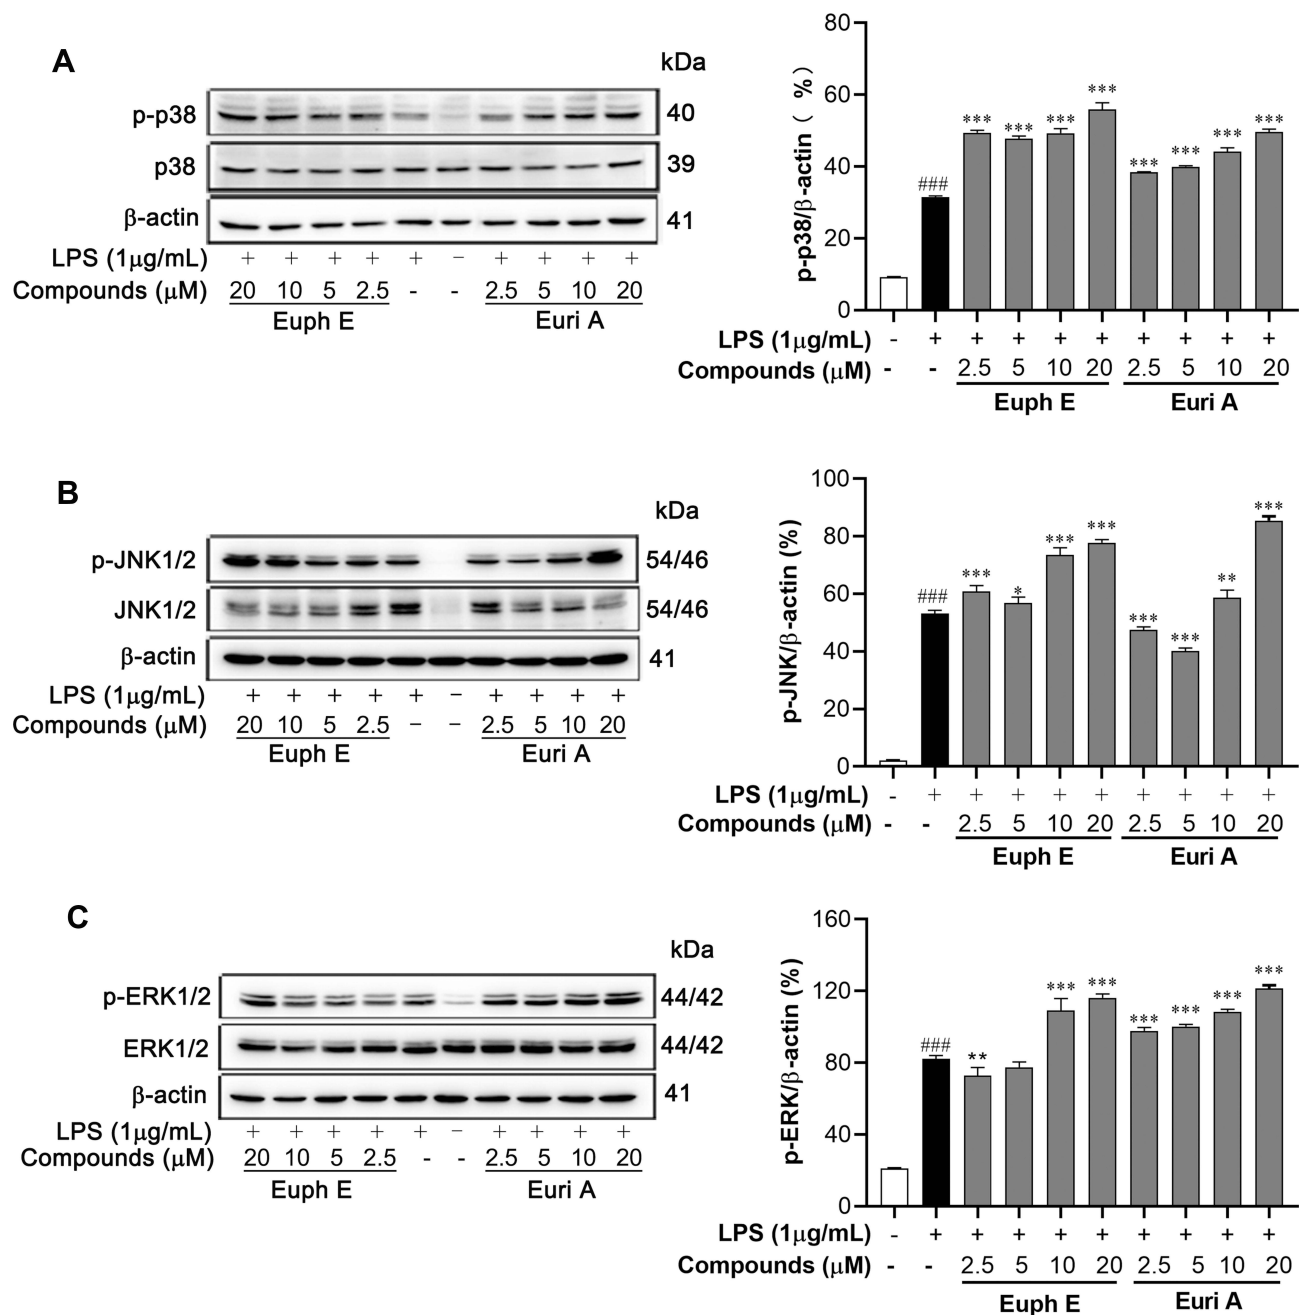 A
kDa
p-p38
40
p38
39
β-actin
41
LPS (1μg/mL) + + + + + − + + + +
Compounds (μM) 20 10 5 2.5 - - 2.5 5 10 20
Euph E Euri A
p-p38/β-actin ( %)
80
60
40
20
0
###
***
***
***
***
***
***
***
***
LPS (1μg/mL) - + + + + + + + + +
Compounds (μM) - - 2.5 5 10 20 2.5 5 10 20
Euph E Euri A
B
kDa
p-JNK1/2
54/46
JNK1/2
54/46
β-actin
41
LPS (1μg/mL) + + + + + − + + + +
Compounds (μM) 20 10 5 2.5 − − 2.5 5 10 20
Euph E Euri A
p-JNK/β-actin (%)
100
80
60
40
20
0
###
***
*
***
***
***
***
**
***
LPS (1μg/mL) - + + + + + + + + +
Compounds (μM) - - 2.5 5 10 20 2.5 5 10 20
Euph E Euri A
C
kDa
p-ERK1/2
44/42
ERK1/2
44/42
β-actin
41
LPS (1μg/mL) + + + + + − + + + +
Compounds (μM) 20 10 5 2.5 - - 2.5 5 10 20
Euph E Euri A
p-ERK/β-actin (%)
160
120
80
40
0
###
**
***
***
***
***
***
***
LPS (1μg/mL) - + + + + + + + + +
Compounds (μM) - - 2.5 5 10 20 2.5 5 10 20
Euph E Euri A